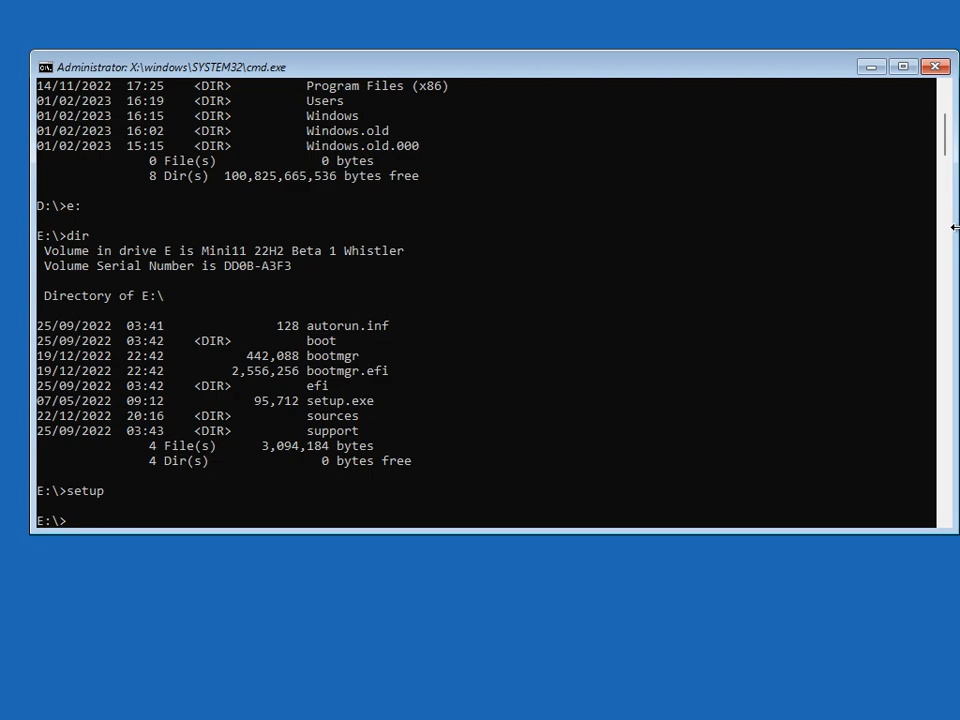 Administrator: X:\windows\SYSTEM32\cmd.exe
14/11/2022  17:25    <DIR>          Program Files (x86)
01/02/2023  16:19    <DIR>          Users
01/02/2023  16:15    <DIR>          Windows
01/02/2023  16:02    <DIR>          Windows.old
01/02/2023  15:15    <DIR>          Windows.old.000
               0 File(s)              0 bytes
               8 Dir(s)  100,825,665,536 bytes free
D:\>e:
E:\>dir
 Volume in drive E is Mini11 22H2 Beta 1 Whistler
 Volume Serial Number is DD0B-A3F3
 Directory of E:\
25/09/2022  03:41               128 autorun.inf
25/09/2022  03:42    <DIR>          boot
19/12/2022  22:42           442,088 bootmgr
19/12/2022  22:42         2,556,256 bootmgr.efi
25/09/2022  03:42    <DIR>          efi
07/05/2022  09:12            95,712 setup.exe
22/12/2022  20:16    <DIR>          sources
25/09/2022  03:43    <DIR>          support
               4 File(s)      3,094,184 bytes
               4 Dir(s)               0 bytes free
E:\>setup
E:\>